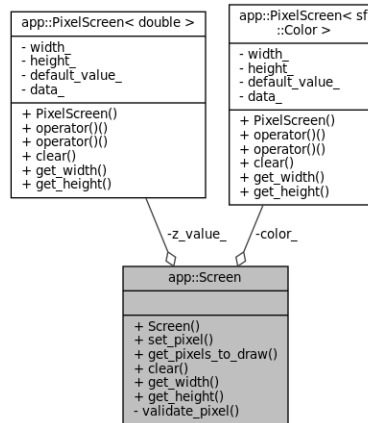 app::PixelScreen< double >
- width_
- height_
- default_value_
- data_
+ PixelScreen()
+ operator()()
+ operator()()
+ clear()
+ get_width()
+ get_height()
app::PixelScreen< sf
::Color >
- width_
- height_
- default_value_
- data_
+ PixelScreen()
+ operator()()
+ operator()()
+ clear()
+ get_width()
+ get_height()
-z_value_
-color_
app::Screen
+ Screen()
+ set_pixel()
+ get_pixels_to_draw()
+ clear()
+ get_width()
+ get_height()
- validate_pixel()